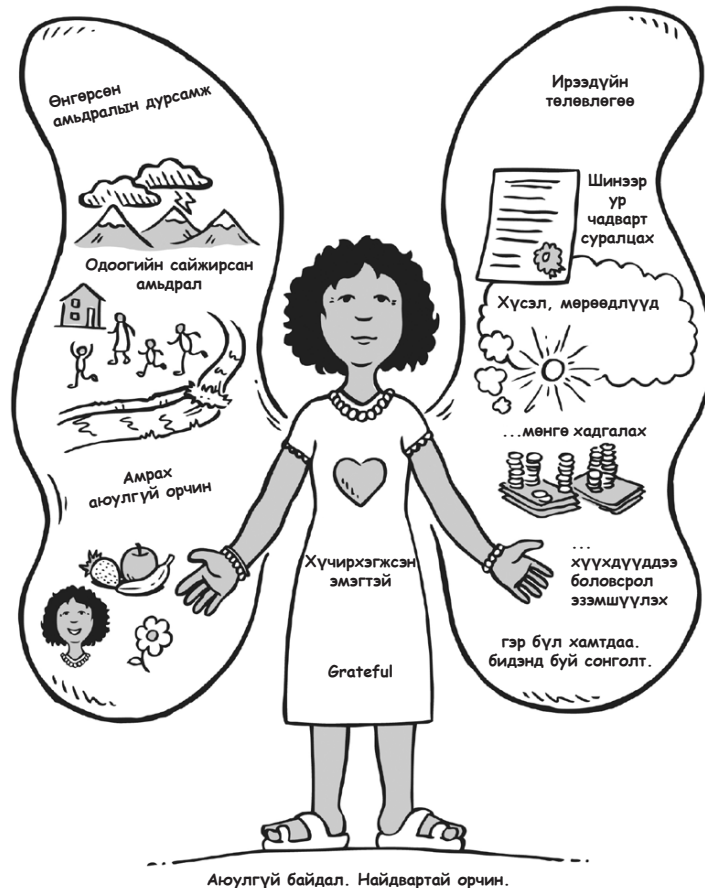 Өнгөрсөн
амьдралын дурсамж
Одоогийн сайжирсан
амьдрал
Амрах
аюулгүй орчин
Ирээдүйн
төлөвлөгөө
Шинээр
ур
чадварт
суралцах
Хүсэл, мөрөөдлүүд
...мөнгө хадгалах
...
хүүхдүүддээ
боловсрол
эзэмшүүлэх
гэр бүл хамтдаа.
бидэнд буй сонголт.
Хүчирхэгжсэн
эмэгтэй
Grateful
Аюулгүй байдал. Найдвартай орчин.